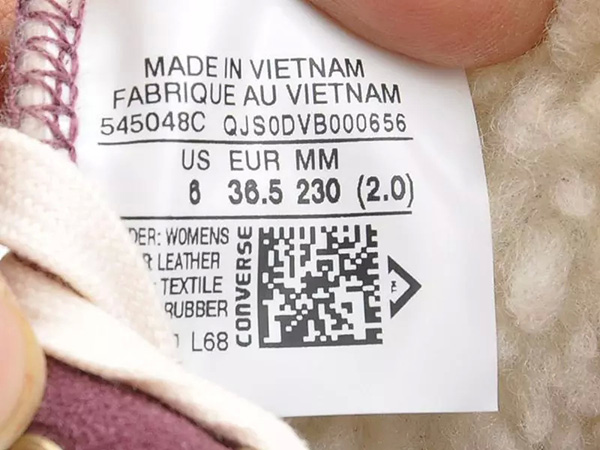 MADE IN VIETNAM
FABRIQUE AU VIETNAM
545048C QJS0DVB000656
US EUR MM
6 36.5 230 (2.0)
WOMENS
LEATHER
TEXTILE
RUBBER
L68
CONVERSE
TM